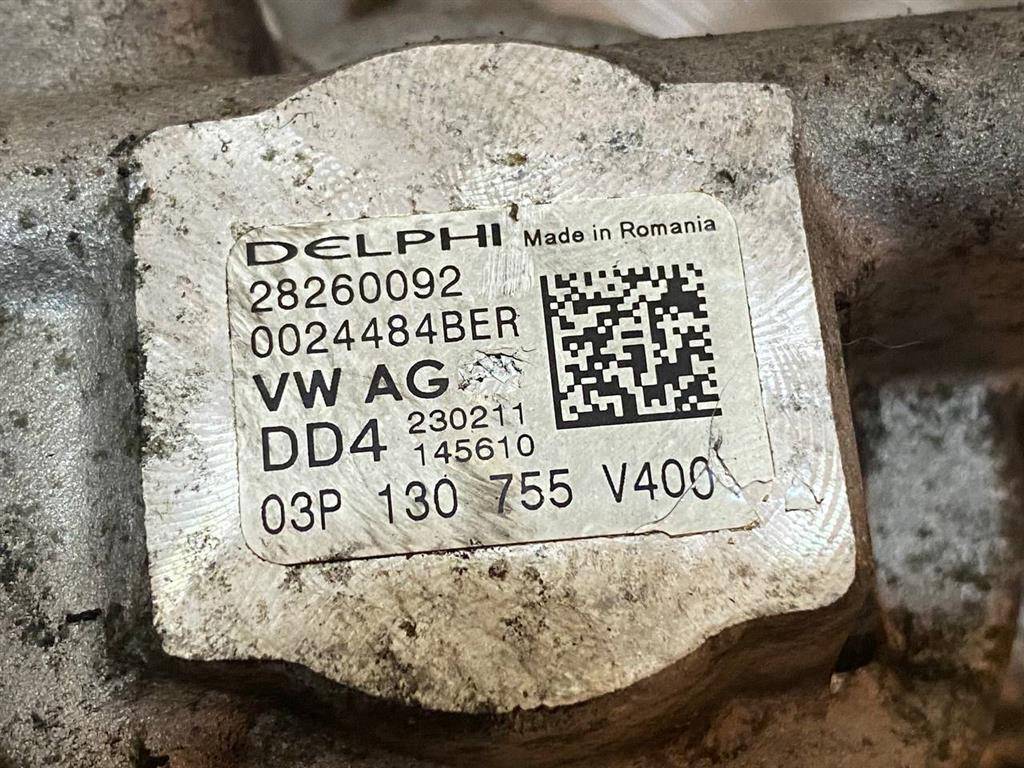 DELPHI Made in Romania
28260092
0024484BER
VW AG
DD4 230211
145610
03P 130 755 V400